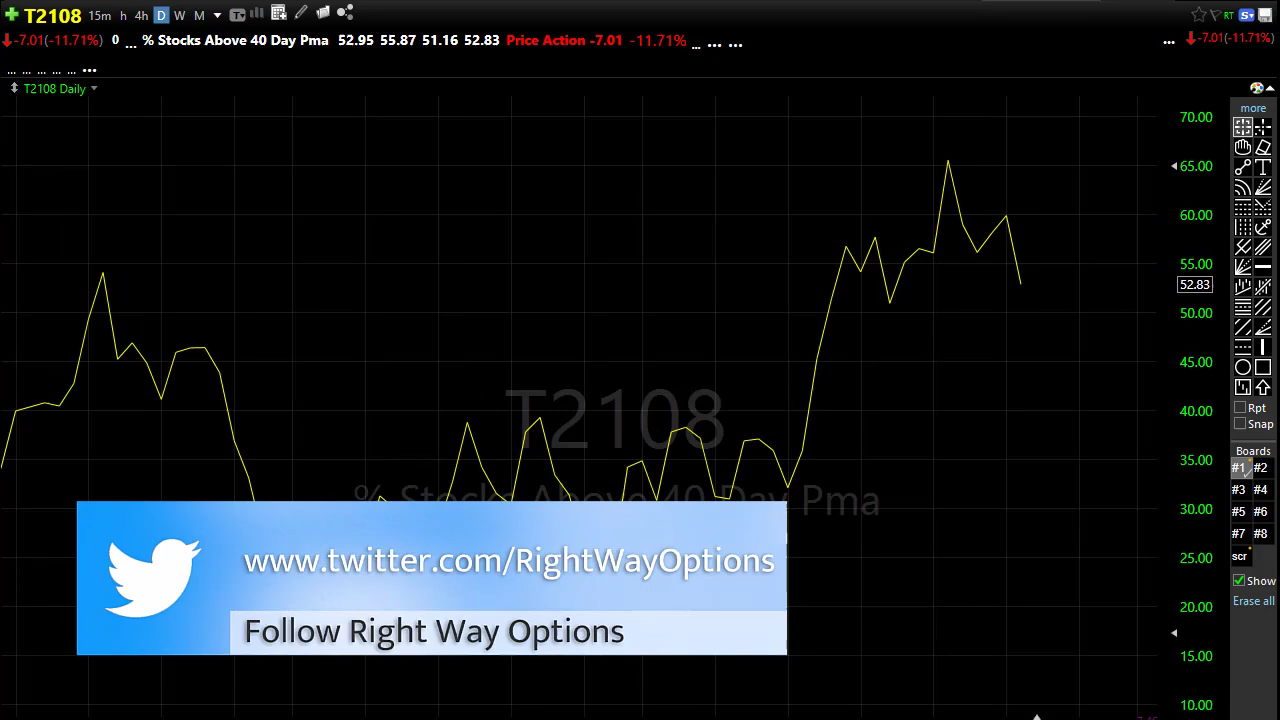 T2108 15m h 4h D W M RT
-7.01(-11.71%) 0 ... % Stocks Above 40 Day Pma 52.95 55.87 51.16 52.83 Price Action -7.01 -11.71% ... ... ... ... -7.01(-11.71%)
... ... ... ... ... ...
T2108 Daily
more
70.00
65.00
60.00
55.00
52.83
50.00
45.00
40.00
35.00
30.00
25.00
20.00
15.00
10.00
T2108
% Stocks Above 40 Day Pma
Rpt
Snap
Boards
#1 #2
#3 #4
#5 #6
#7 #8
scr
Show
Erase all
www.twitter.com/RightWayOptions
Follow Right Way Options